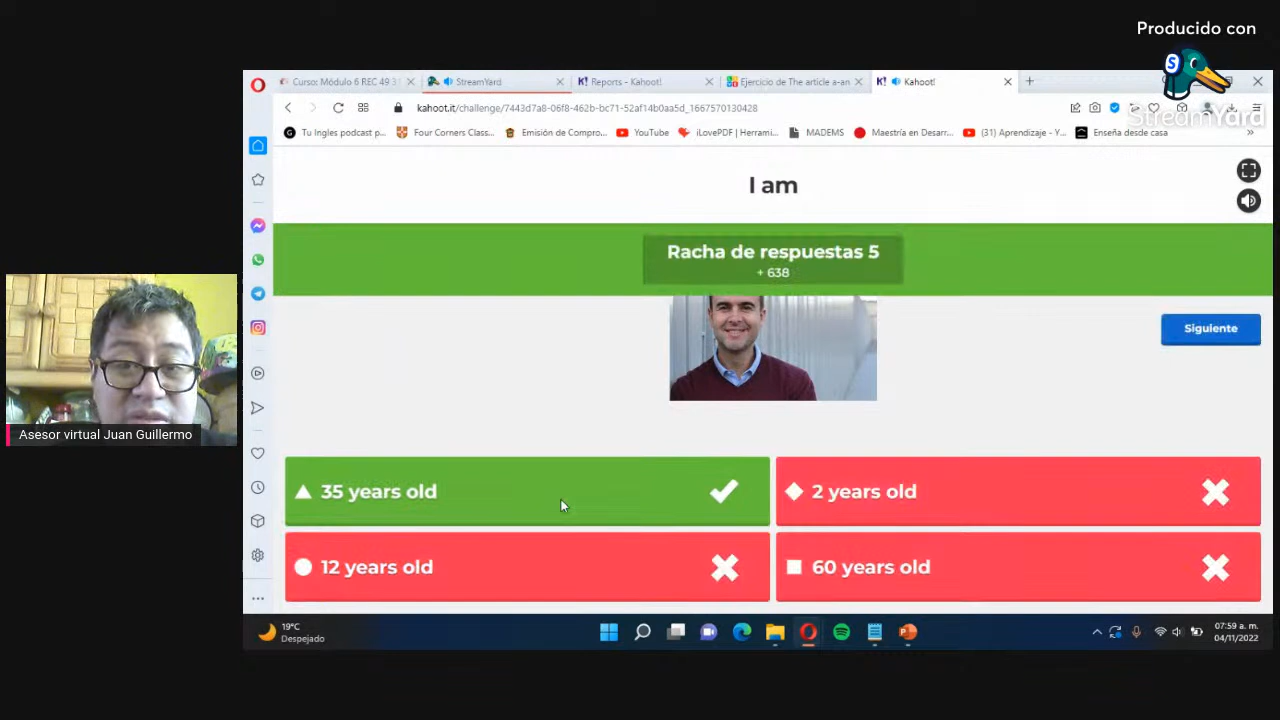 Producido con
StreamYard
Curso: Módulo 6 REC 49 31
StreamYard
Reports - Kahoot!
Ejercicio de The article a-an
Kahoot!
kahoot.it/challenge/7443d7a8-06f8-462b-bc71-52af14b0aa5d_1667570130428
Tu Ingles podcast p...
Four Corners Class...
Emisión de Compro...
YouTube
iLovePDF | Herrami...
MADEMS
Maestría en Desarr...
(31) Aprendizaje - Y...
Enseña desde casa
I am
Racha de respuestas 5
+ 638
Siguiente
Asesor virtual Juan Guillermo
35 years old
2 years old
12 years old
60 years old
19°C
Despejado
07:59 a. m.
04/11/2022